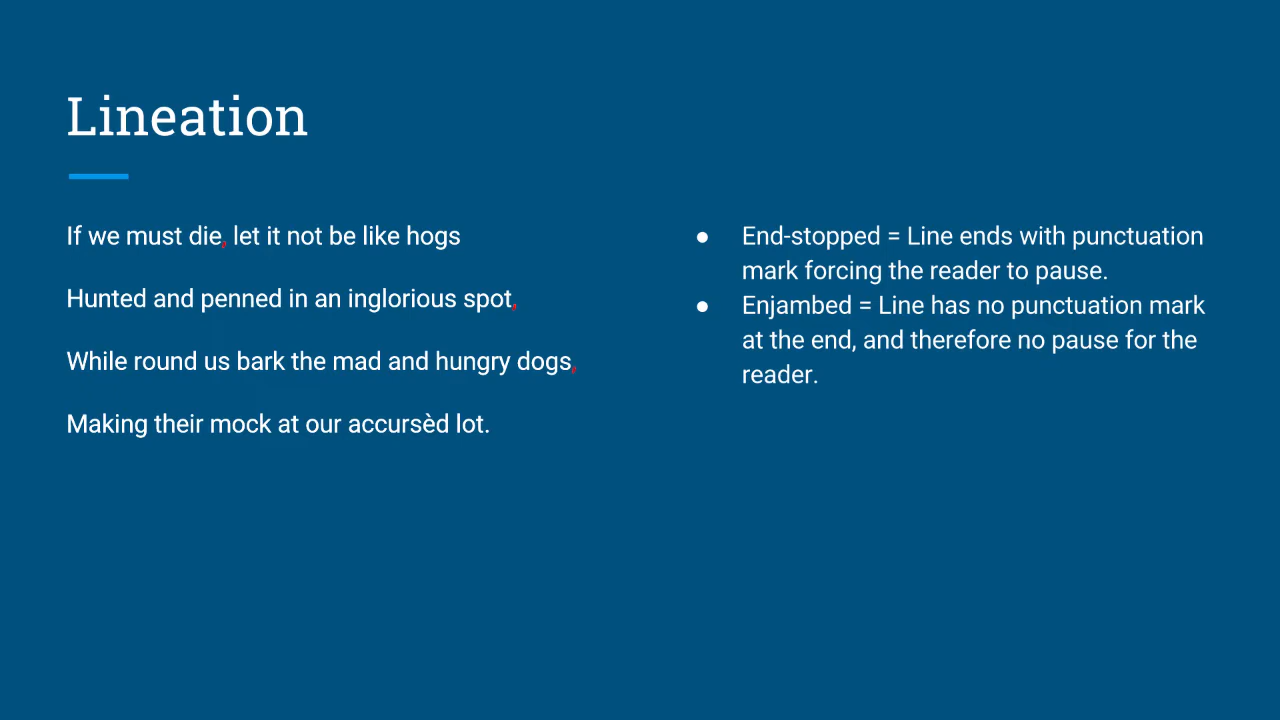 Lineation
If we must die, let it not be like hogs
Hunted and penned in an inglorious spot,
While round us bark the mad and hungry dogs,
Making their mock at our accursèd lot.
● End-stopped = Line ends with punctuation
mark forcing the reader to pause.
● Enjambed = Line has no punctuation mark
at the end, and therefore no pause for the
reader.